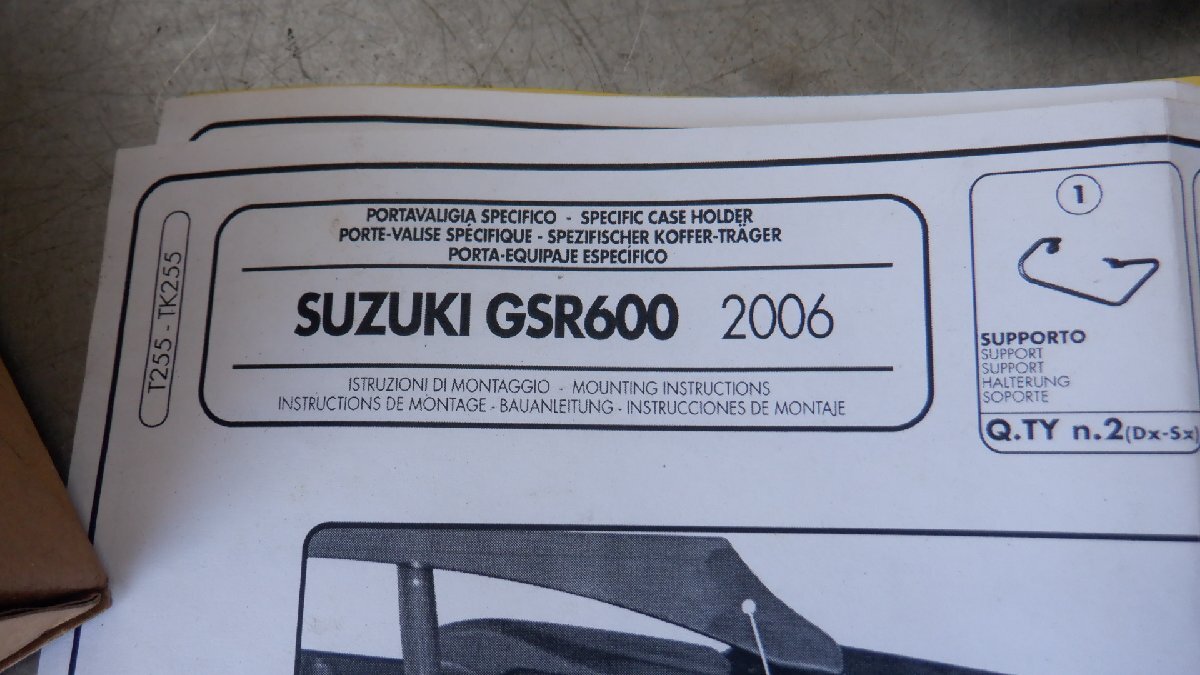 T255 - TK255
PORTAVALIGIA SPECIFICO - SPECIFIC CASE HOLDER
PORTE-VALISE SPÉCIFIQUE - SPEZIFISCHER KOFFER-TRÄGER
PORTA-EQUIPAJE ESPECÍFICO
SUZUKI GSR600 2006
ISTRUZIONI DI MONTAGGIO - MOUNTING INSTRUCTIONS
INSTRUCTIONS DE MONTAGE - BAUANLEITUNG - INSTRUCCIONES DE MONTAJE
1
SUPPORTO
SUPPORT
SUPPORT
HALTERUNG
SOPORTE
Q.TY n.2(Dx-Sx)